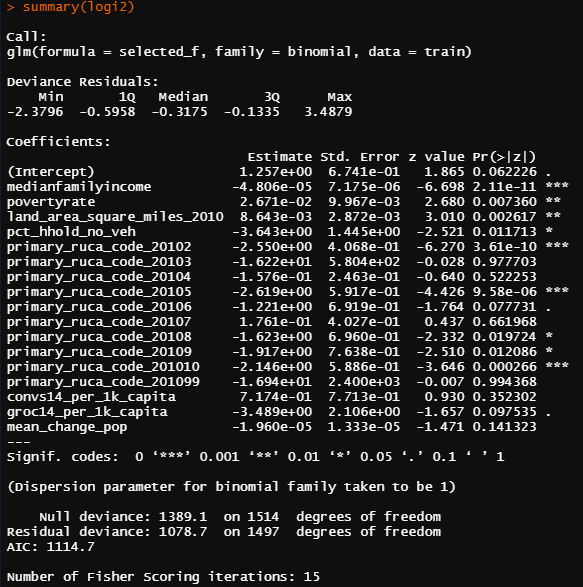 > summary(logi2)
Call:
glm(formula = selected_f, family = binomial, data = train)
Deviance Residuals:
Min 1Q Median 3Q Max
-2.3796 -0.5958 -0.3175 -0.1335 3.4879
Coefficients:
Estimate Std. Error z value Pr(>|z|)
(Intercept) 1.257e+00 6.741e-01 1.865 0.062226 .
medianfamilyincome -4.806e-05 7.175e-06 -6.698 2.11e-11 ***
povertyrate 2.671e-02 9.967e-03 2.680 0.007360 **
land_area_square_miles_2010 8.643e-03 2.872e-03 3.010 0.002617 **
pct_hhold_no_veh -3.643e+00 1.445e+00 -2.521 0.011713 *
primary_ruca_code_20102 -2.550e+00 4.068e-01 -6.270 3.61e-10 ***
primary_ruca_code_20103 -1.622e+01 5.804e+02 -0.028 0.977703
primary_ruca_code_20104 -1.576e-01 2.463e-01 -0.640 0.522253
primary_ruca_code_20105 -2.619e+00 5.917e-01 -4.426 9.58e-06 ***
primary_ruca_code_20106 -1.221e+00 6.919e-01 -1.764 0.077731 .
primary_ruca_code_20107 1.761e-01 4.027e-01 0.437 0.661968
primary_ruca_code_20108 -1.623e+00 6.960e-01 -2.332 0.019724 *
primary_ruca_code_20109 -1.917e+00 7.638e-01 -2.510 0.012086 *
primary_ruca_code_201010 -2.146e+00 5.886e-01 -3.646 0.000266 ***
primary_ruca_code_201099 -1.694e+01 2.400e+03 -0.007 0.994368
convs14_per_1k_capita 7.174e-01 7.713e-01 0.930 0.352302
groc14_per_1k_capita -3.489e+00 2.106e+00 -1.657 0.097535 .
mean_change_pop -1.960e-05 1.333e-05 -1.471 0.141323
---
Signif. codes: 0 ‘***’ 0.001 ‘**’ 0.01 ‘*’ 0.05 ‘.’ 0.1 ‘ ’ 1
(Dispersion parameter for binomial family taken to be 1)
Null deviance: 1389.1 on 1514 degrees of freedom
Residual deviance: 1078.7 on 1497 degrees of freedom
AIC: 1114.7
Number of Fisher Scoring iterations: 15